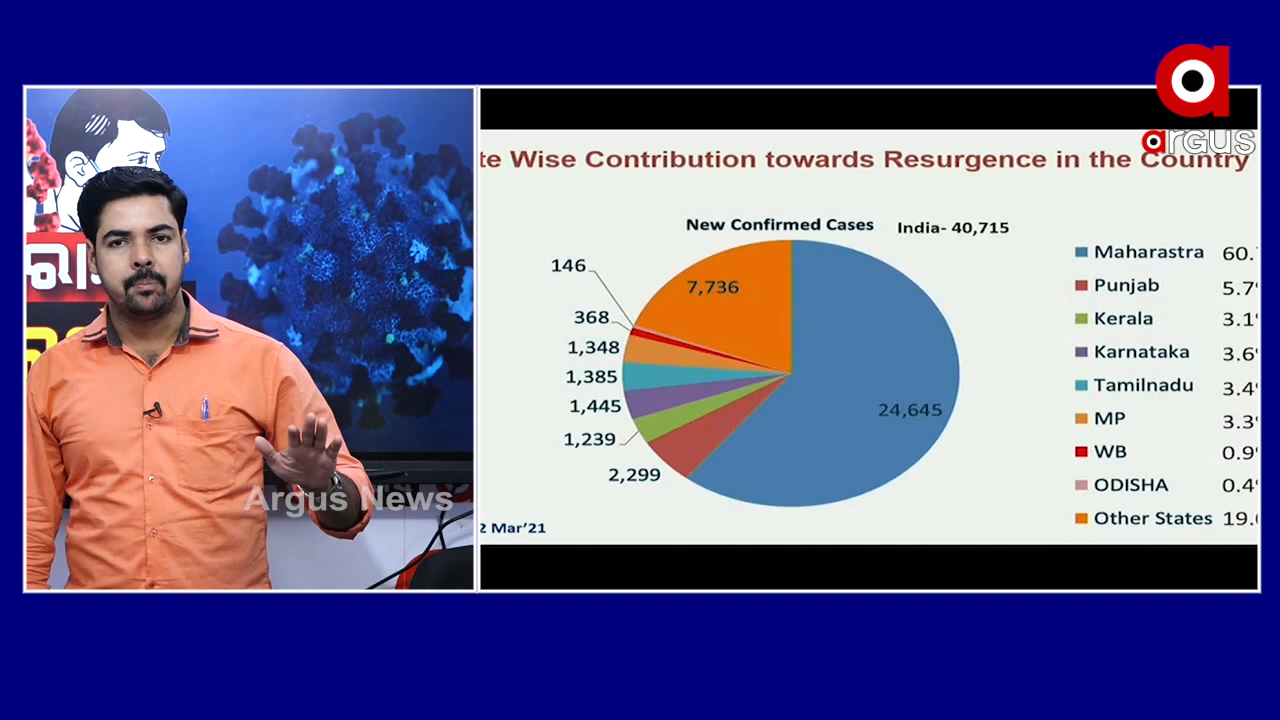 argus
te Wise Contribution towards Resurgence in the Country
New Confirmed Cases
India- 40,715
146
368
1,348
1,385
1,445
1,239
2,299
7,736
24,645
Maharastra 60.
Punjab 5.7
Kerala 3.1
Karnataka 3.6
Tamilnadu 3.4
MP 3.3
WB 0.9
ODISHA 0.4
Other States 19.
2 Mar’21
Argus News